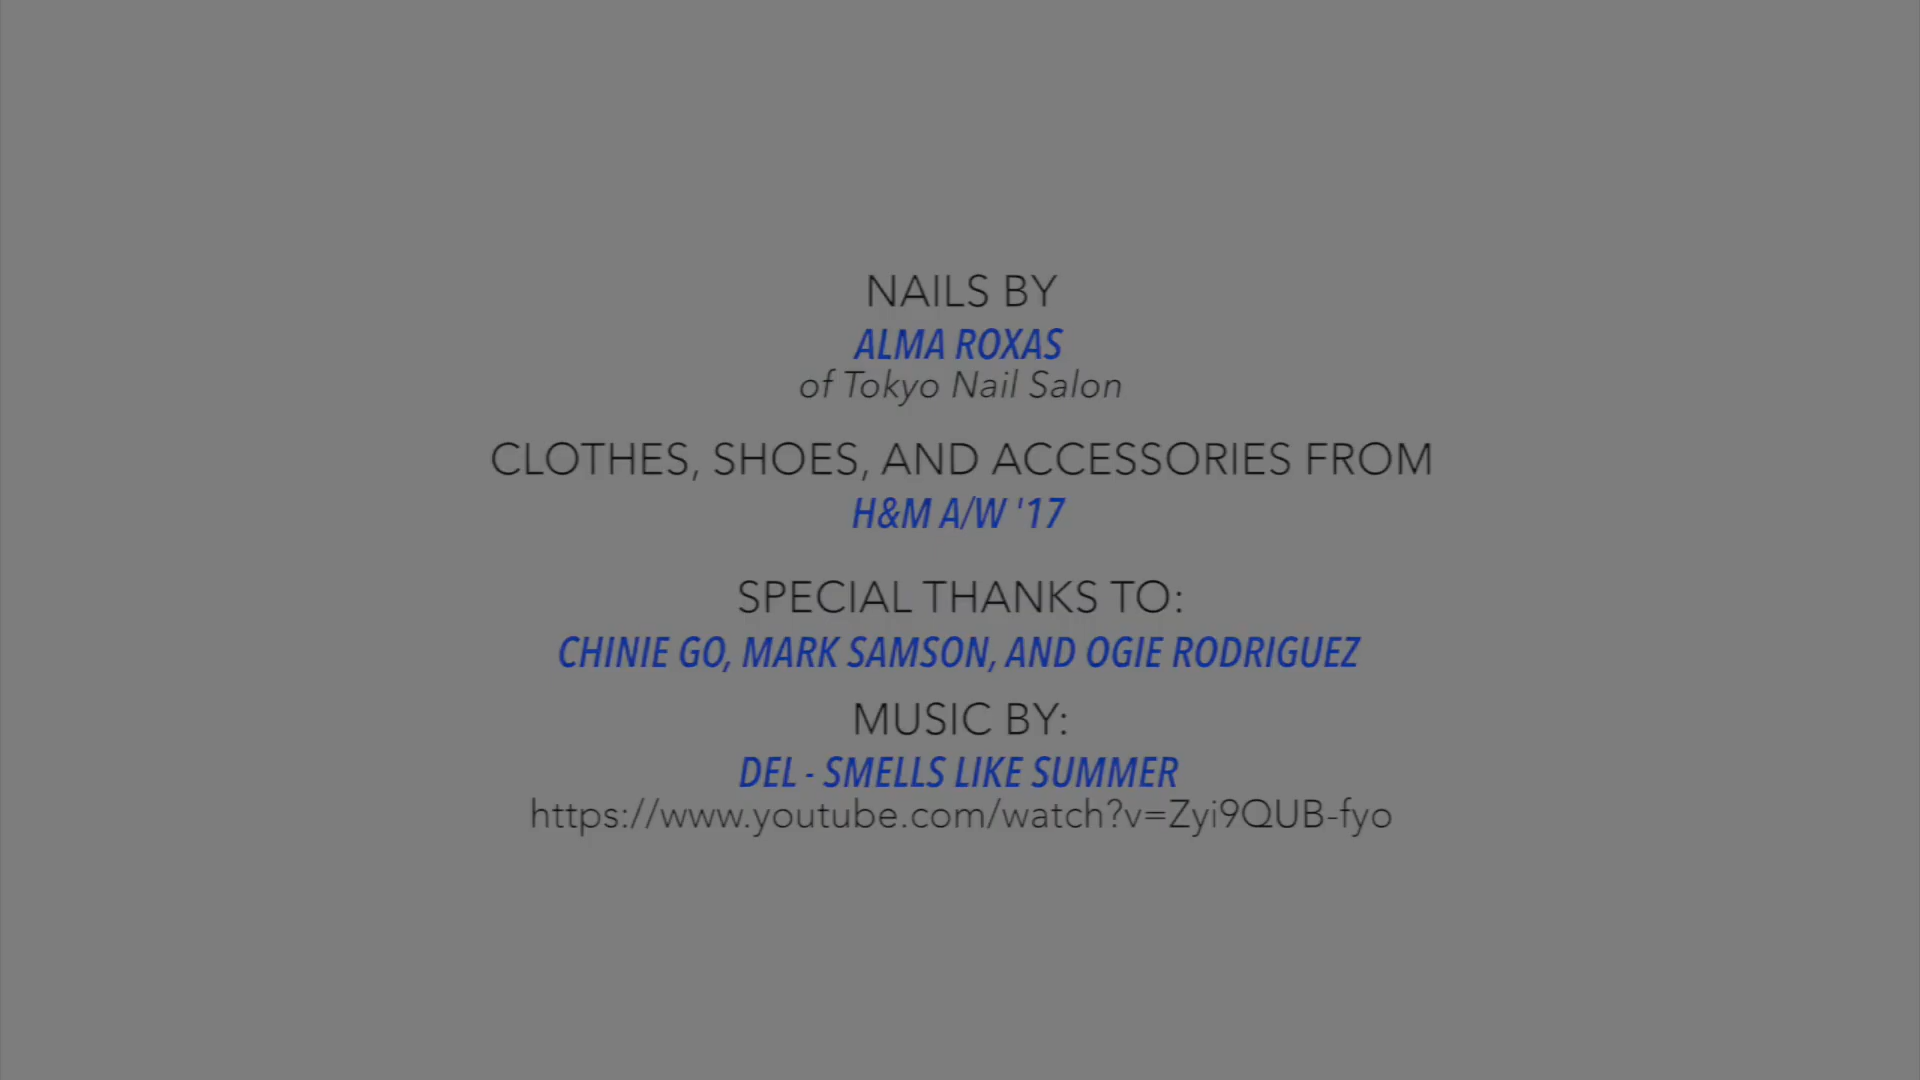 NAILS BY
ALMA ROXAS
of Tokyo Nail Salon
CLOTHES, SHOES, AND ACCESSORIES FROM
H&M A/W '17
SPECIAL THANKS TO:
CHINIE GO, MARK SAMSON, AND OGIE RODRIGUEZ
MUSIC BY:
DEL - SMELLS LIKE SUMMER
https://www.youtube.com/watch?v=Zyi9QUB-fyo